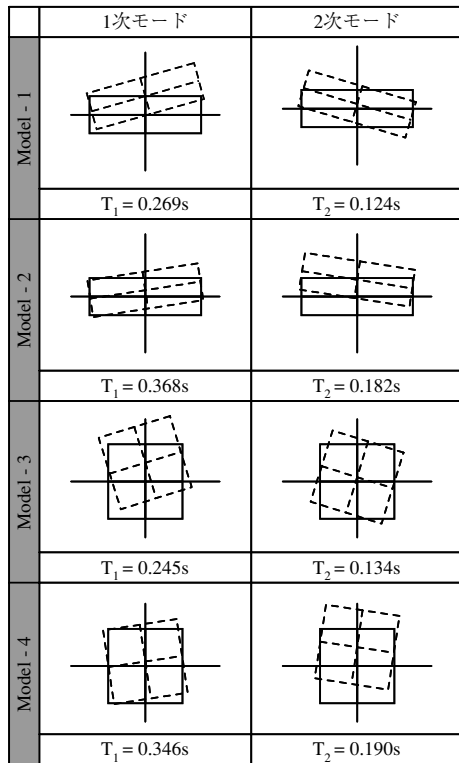 1次モード 2次モード
Model - 1
T₁ = 0.269s T₂ = 0.124s
Model - 2
T₁ = 0.368s T₂ = 0.182s
Model - 3
T₁ = 0.245s T₂ = 0.134s
Model - 4
T₁ = 0.346s T₂ = 0.190s